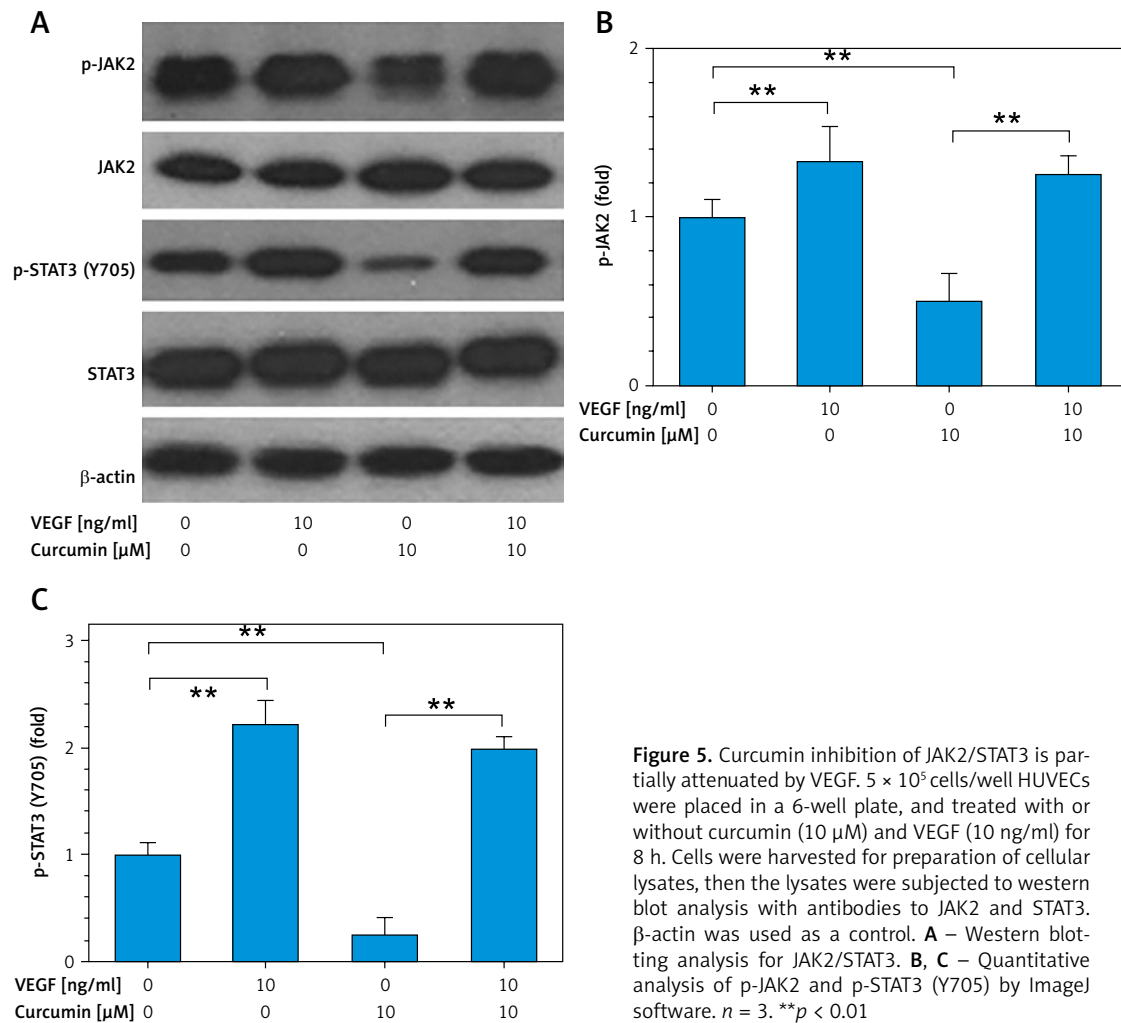 A
p-JAK2
JAK2
p-STAT3 (Y705)
STAT3
β-actin
VEGF [ng/ml] 0 10 0 10
Curcumin [µM] 0 0 10 10
B
p-JAK2 (fold)
2
1
0
**
**
**
VEGF [ng/ml] 0 10 0 10
Curcumin [µM] 0 0 10 10
C
p-STAT3 (Y705) (fold)
3
2
1
0
**
**
**
VEGF [ng/ml] 0 10 0 10
Curcumin [µM] 0 0 10 10
Figure 5. Curcumin inhibition of JAK2/STAT3 is par-
tially attenuated by VEGF. 5 × 10⁵ cells/well HUVECs
were placed in a 6-well plate, and treated with or
without curcumin (10 µM) and VEGF (10 ng/ml) for
8 h. Cells were harvested for preparation of cellular
lysates, then the lysates were subjected to western
blot analysis with antibodies to JAK2 and STAT3.
β-actin was used as a control. A – Western blot-
ting analysis for JAK2/STAT3. B, C – Quantitative
analysis of p-JAK2 and p-STAT3 (Y705) by ImageJ
software. n = 3. **p < 0.01